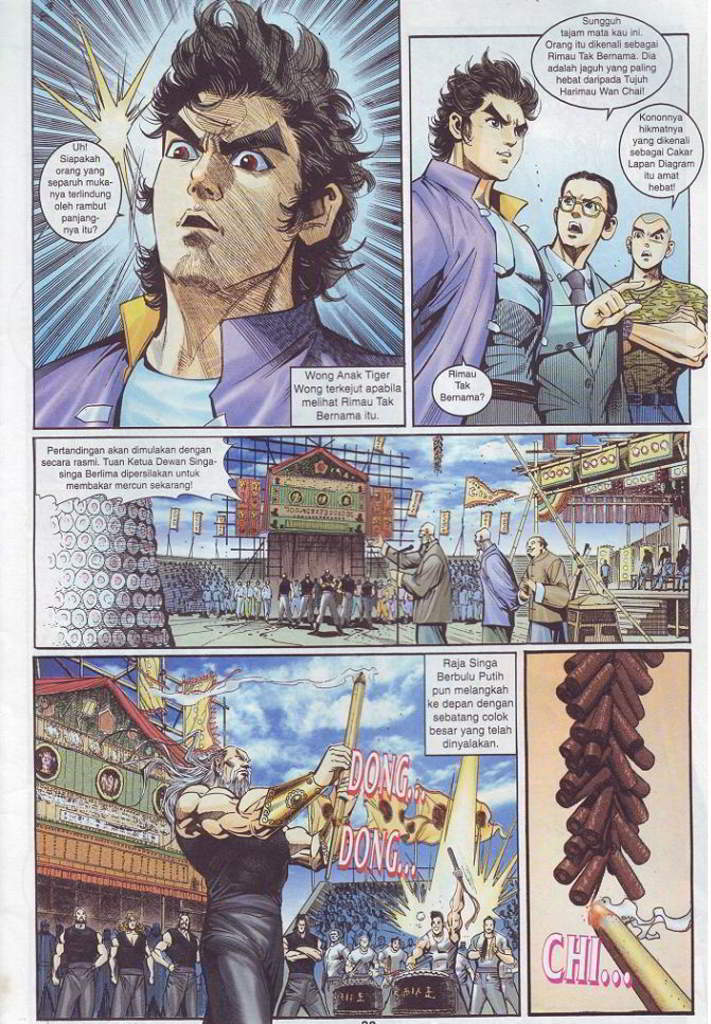 Uh!
Siapakah
orang yang
separuh muka-
nya terlindung
oleh rambut
panjang-
nya itu?
Wong Anak Tiger
Wong terkejut apabila
melihat Rimau Tak
Bernama itu.
Sungguh
tajam mata kau ini.
Orang itu dikenali sebagai
Rimau Tak Bernama. Dia
adalah jaguh yang paling
hebat daripada Tujuh
Harimau Wan Chai!
Kononnya
hikmatnya
yang dikenali
sebagai Cakar
Lapan Diagram
itu amat
hebat!
Rimau
Tak
Bernama?
Pertandingan akan dimulakan dengan
secara rasmi. Tuan Ketua Dewan Singa-
singa Berlima dipersilakan untuk
membakar mercun sekarang!
Raja Singa
Berbulu Putih
pun melangkah
ke depan dengan
sebatang colok
besar yang telah
dinyalakan.
DONG...
DONG...
CHI...